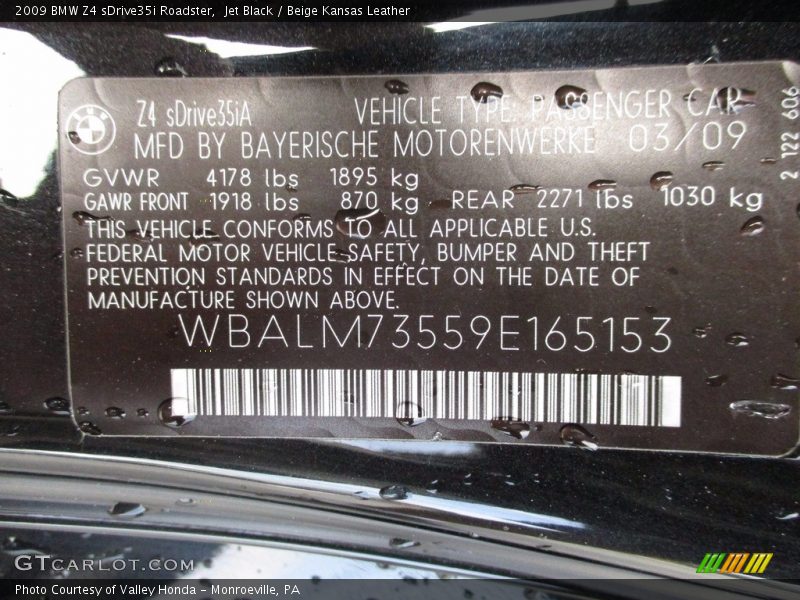 2009 BMW Z4 sDrive35i Roadster, Jet Black / Beige Kansas Leather
BMW
Z4 sDrive35iA VEHICLE TYPE: PASSENGER CAR
MFD BY BAYERISCHE MOTORENWERKE 03/09
GVWR 4178 lbs 1895 kg
GAWR FRONT 1918 lbs 870 kg REAR 2271 lbs 1030 kg
THIS VEHICLE CONFORMS TO ALL APPLICABLE U.S.
FEDERAL MOTOR VEHICLE SAFETY, BUMPER AND THEFT
PREVENTION STANDARDS IN EFFECT ON THE DATE OF
MANUFACTURE SHOWN ABOVE.
WBALM73559E165153
2 122 606
GTCARLOT.COM
Photo Courtesy of Valley Honda - Monroeville, PA